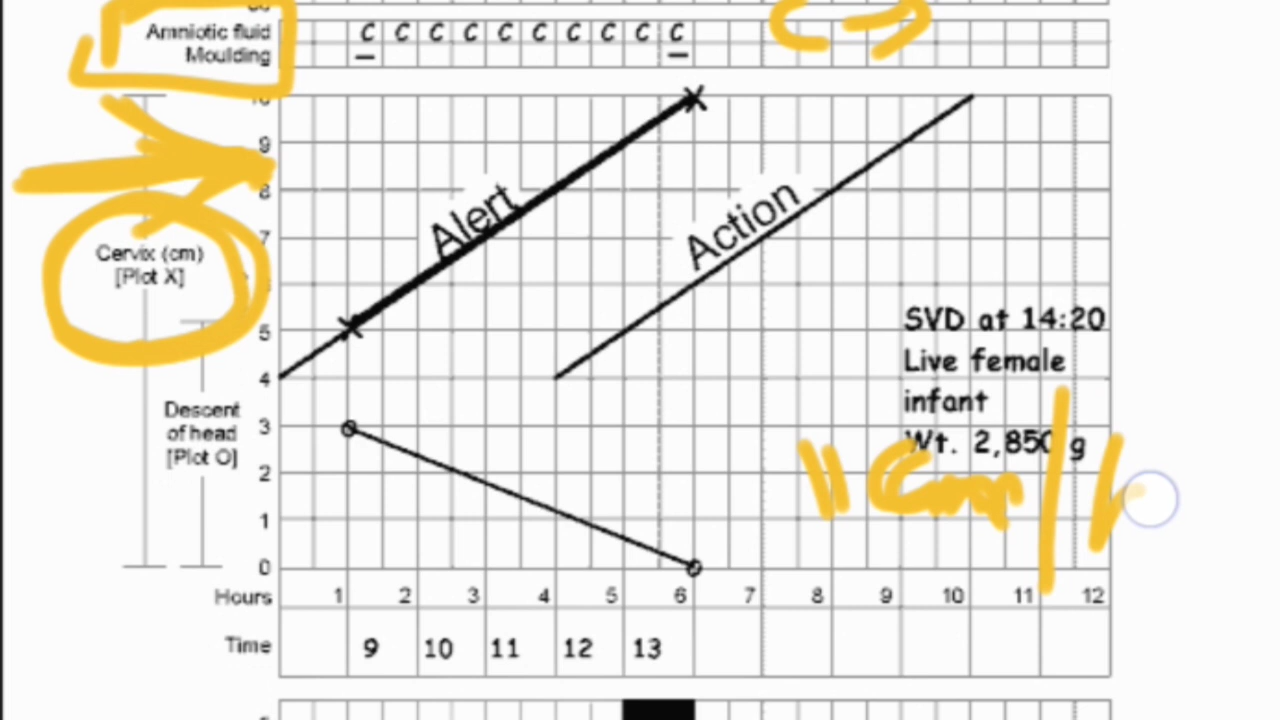 Amniotic fluid C C C C C C C C C C
Moulding – –
10
9
8
7
Cervix (cm)
[Plot X]
5
4
Descent
of head
[Plot O]
3
2
1
0
Alert
Action
SVD at 14:20
Live female
infant
Wt. 2,850 g
11 cm / h
Hours 1 2 3 4 5 6 7 8 9 10 11 12
Time 9 10 11 12 13